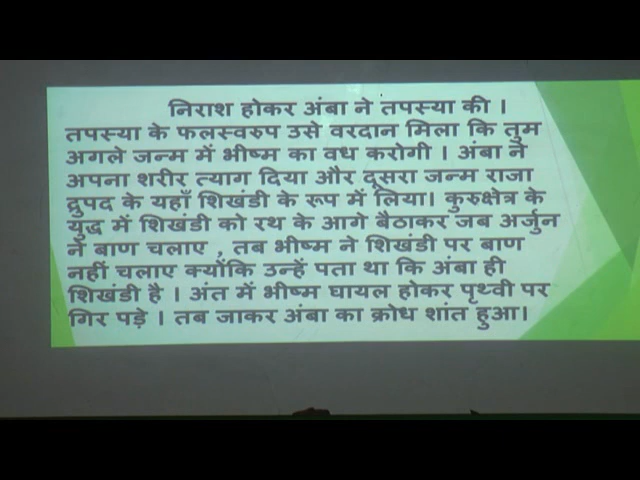 निराश होकर अंबा ने तपस्या की ।
तपस्या के फलस्वरुप उसे वरदान मिला कि तुम
अगले जन्म में भीष्म का वध करोगी । अंबा ने
अपना शरीर त्याग दिया और दूसरा जन्म राजा
द्रुपद के यहाँ शिखंडी के रूप में लिया। कुरुक्षेत्र के
युद्ध में शिखंडी को रथ के आगे बैठाकर जब अर्जुन
ने बाण चलाए , तब भीष्म ने शिखंडी पर बाण
नहीं चलाए क्योंकि उन्हें पता था कि अंबा ही
शिखंडी है । अंत में भीष्म घायल होकर पृथ्वी पर
गिर पड़े । तब जाकर अंबा का क्रोध शांत हुआ।